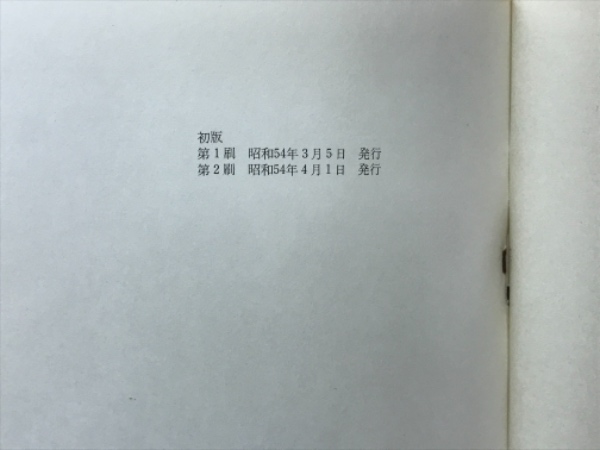 初版
第1刷　昭和54年3月5日　発行
第2刷　昭和54年4月1日　発行